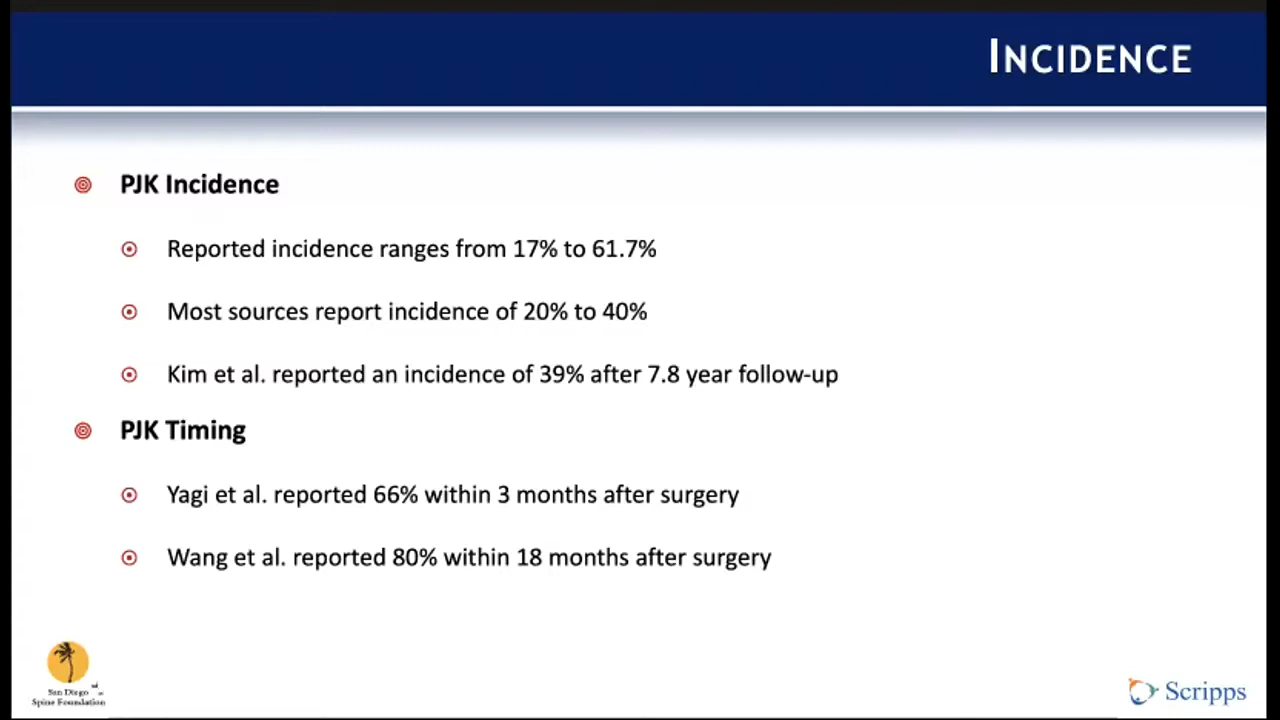 INCIDENCE
PJK Incidence
Reported incidence ranges from 17% to 61.7%
Most sources report incidence of 20% to 40%
Kim et al. reported an incidence of 39% after 7.8 year follow-up
PJK Timing
Yagi et al. reported 66% within 3 months after surgery
Wang et al. reported 80% within 18 months after surgery
San Diego
Spine Foundation
Scripps